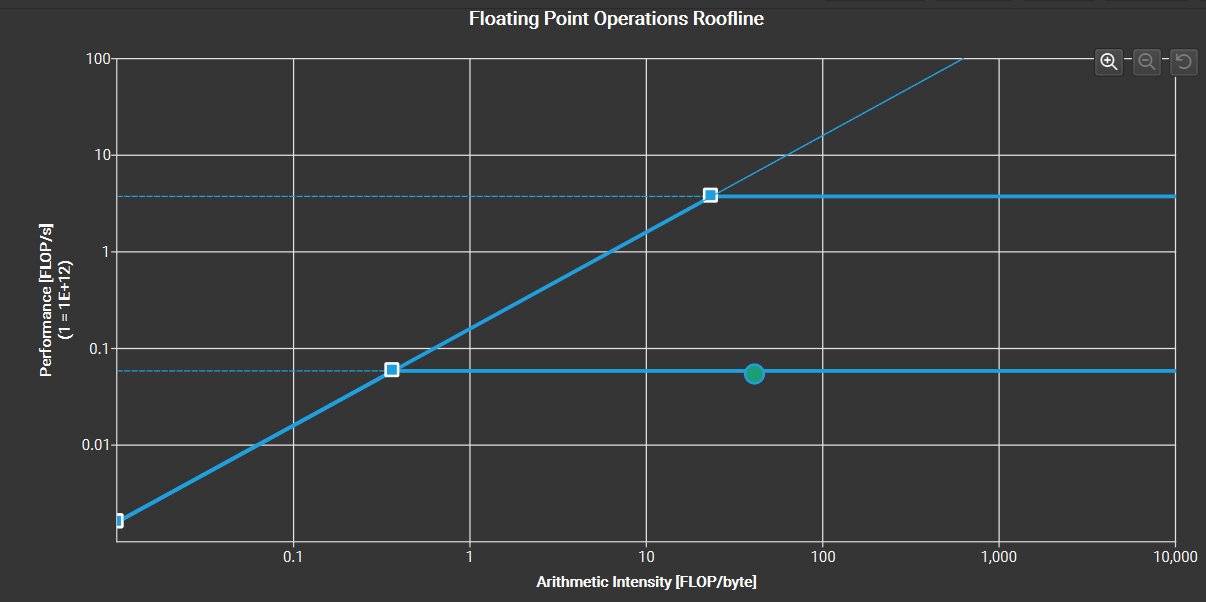 Floating Point Operations Roofline
100
10
1
0.1
0.01
Performance [FLOP/s]
(1 = 1E+12)
0.1
1
10
100
1,000
10,000
Arithmetic Intensity [FLOP/byte]